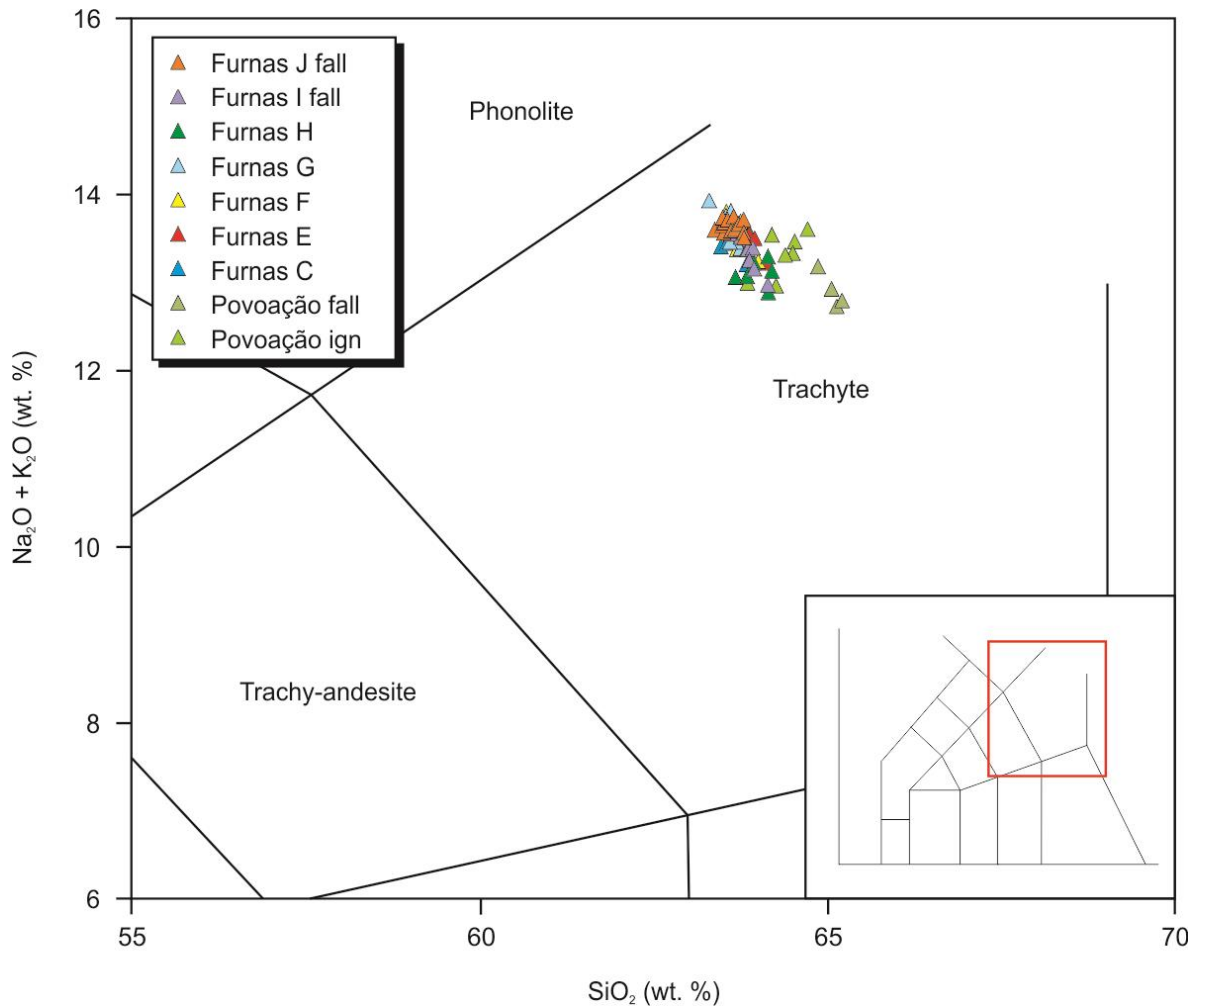 16
14
12
10
8
6
Na₂O + K₂O (wt. %)
Furnas J fall
Furnas I fall
Furnas H
Furnas G
Furnas F
Furnas E
Furnas C
Povoação fall
Povoação ign
Phonolite
Trachyte
Trachy-andesite
55
60
65
70
SiO₂ (wt. %)